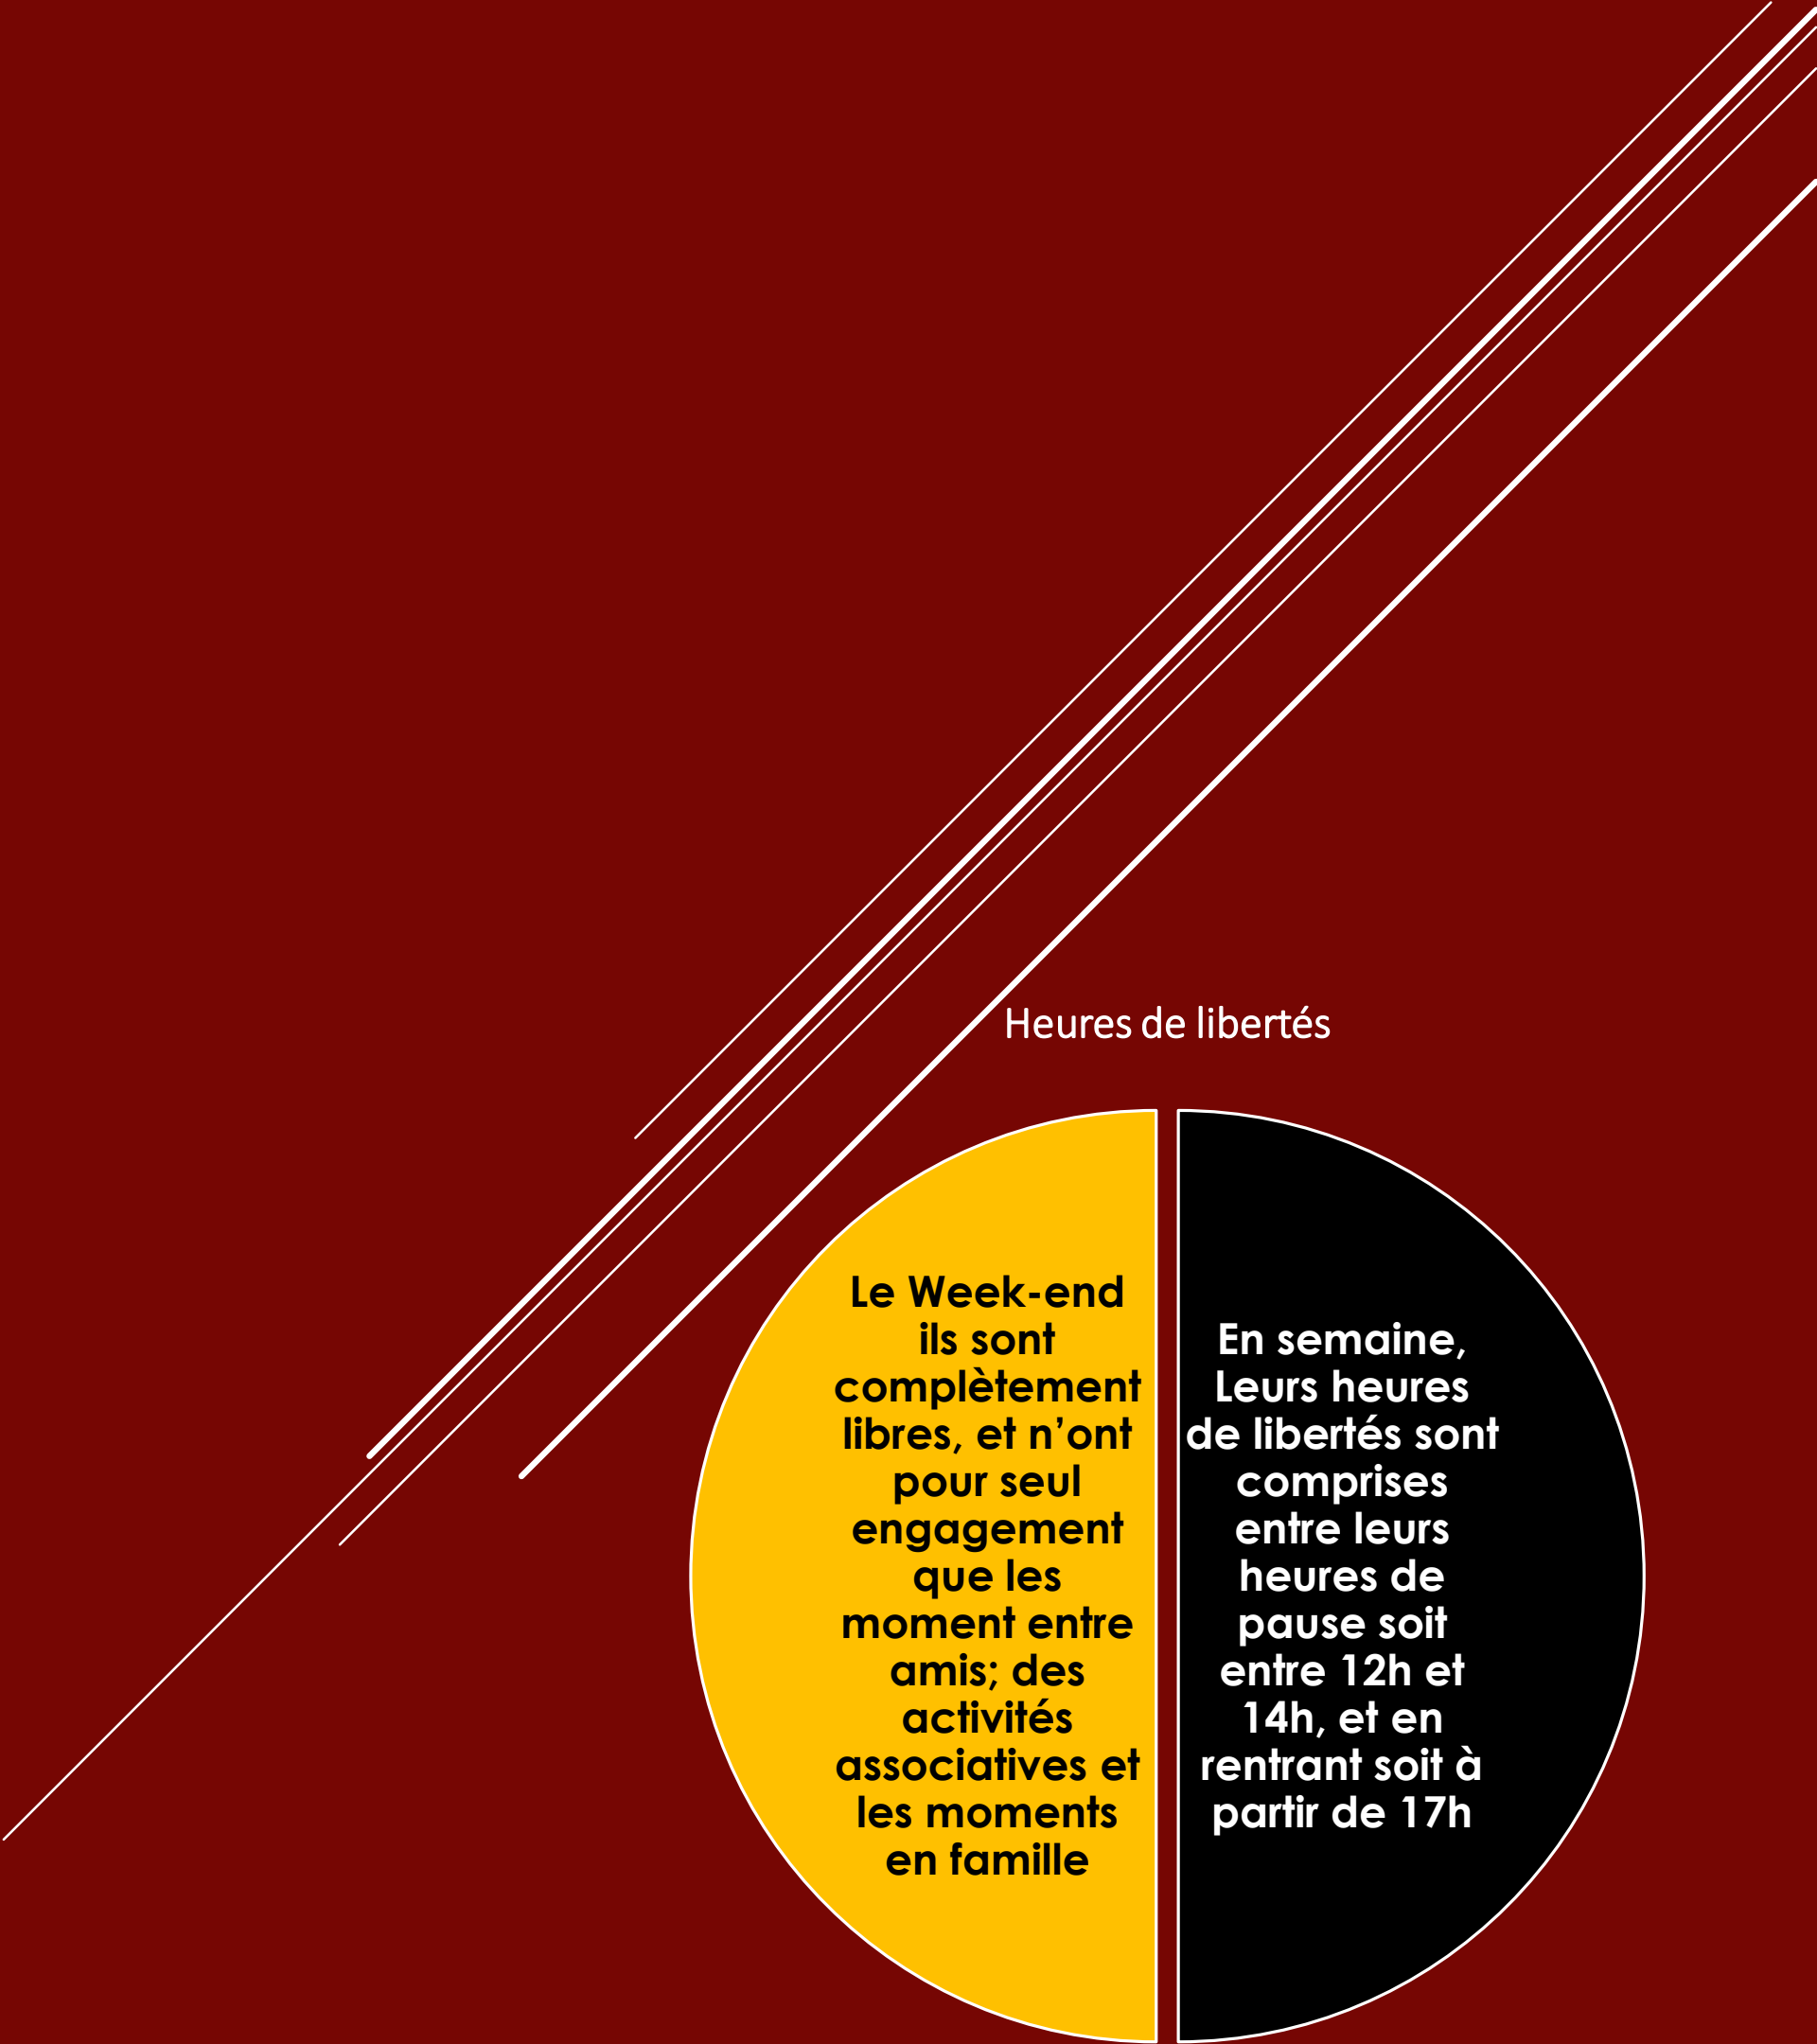 Heures de libertés
Le Week-end
ils sont
complètement
libres, et n’ont
pour seul
engagement
que les
moment entre
amis; des
activités
associatives et
les moments
en famille
En semaine,
Leurs heures
de libertés sont
comprises
entre leurs
heures de
pause soit
entre 12h et
14h, et en
rentrant soit à
partir de 17h